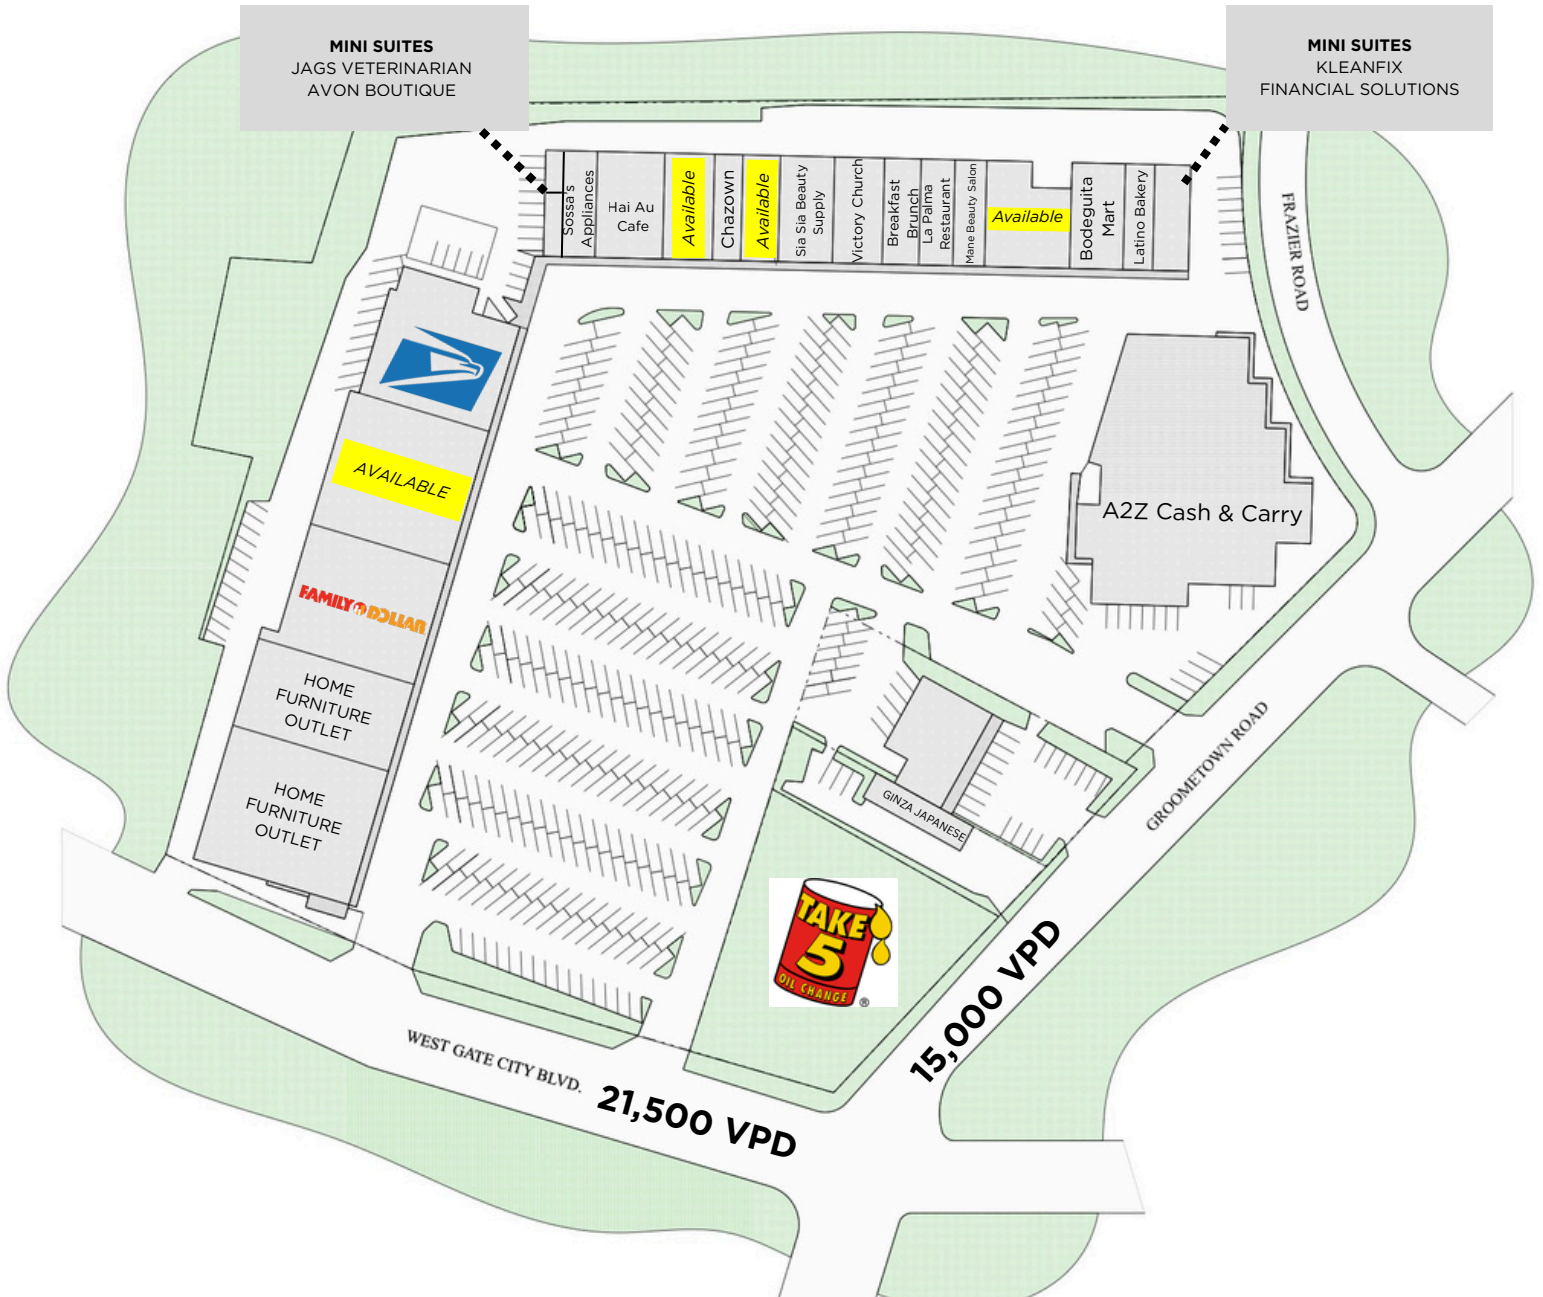 MINI SUITES
JAGS VETERINARIAN
AVON BOUTIQUE
MINI SUITES
KLEANFIX
FINANCIAL SOLUTIONS
Sossa's
Appliances
Hai Au
Cafe
Available
Chazown
Available
Sia Sia Beauty
Supply
Victory Church
Breakfast
Brunch
La Palma
Restaurant
Mane Beauty Salon
Available
Bodeguita
Mart
Latino Bakery
FRAZIER ROAD
AVAILABLE
FAMILY DOLLAR
HOME
FURNITURE
OUTLET
HOME
FURNITURE
OUTLET
A2Z Cash & Carry
GINZA JAPANESE
GROOMETOWN ROAD
TAKE
5
OIL CHANGE
®
15,000 VPD
WEST GATE CITY BLVD.
21,500 VPD